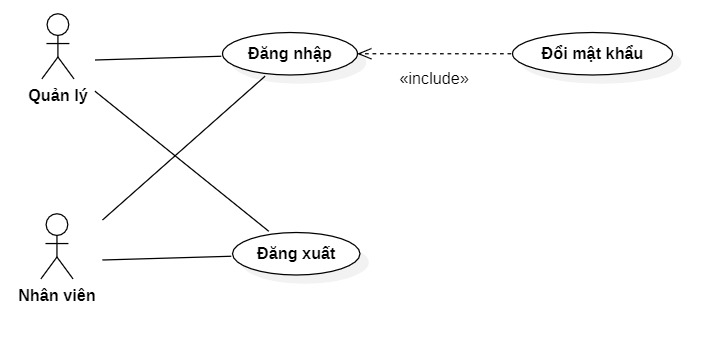 Đăng nhập
Đổi mật khẩu
«include»
Quản lý
Đăng xuất
Nhân viên